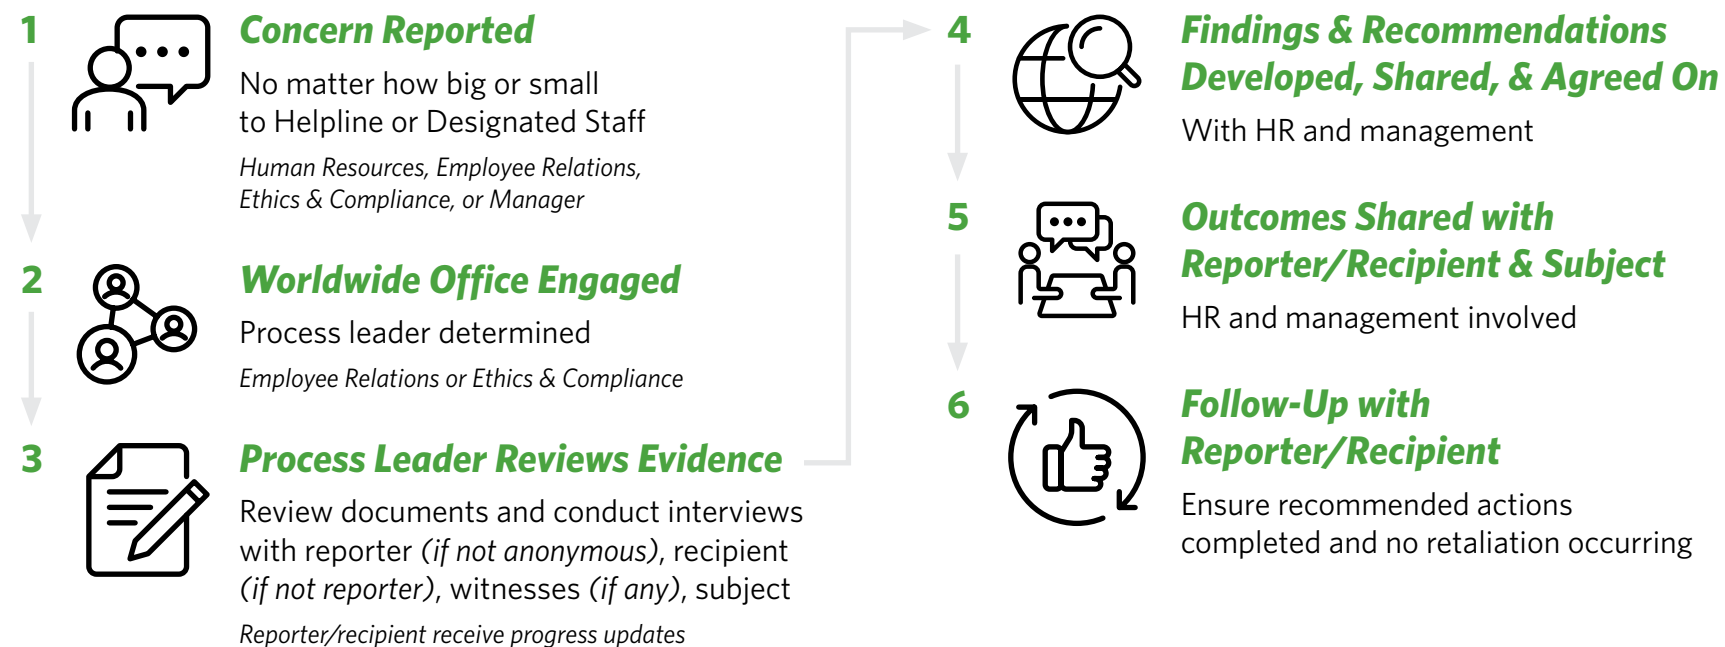 1
Concern Reported
No matter how big or small
to Helpline or Designated Staff
Human Resources, Employee Relations,
Ethics & Compliance, or Manager
2
Worldwide Office Engaged
Process leader determined
Employee Relations or Ethics & Compliance
3
Process Leader Reviews Evidence
Review documents and conduct interviews
with reporter (if not anonymous), recipient
(if not reporter), witnesses (if any), subject
Reporter/recipient receive progress updates
4
Findings & Recommendations
Developed, Shared, & Agreed On
With HR and management
5
Outcomes Shared with
Reporter/Recipient & Subject
HR and management involved
6
Follow-Up with
Reporter/Recipient
Ensure recommended actions
completed and no retaliation occurring